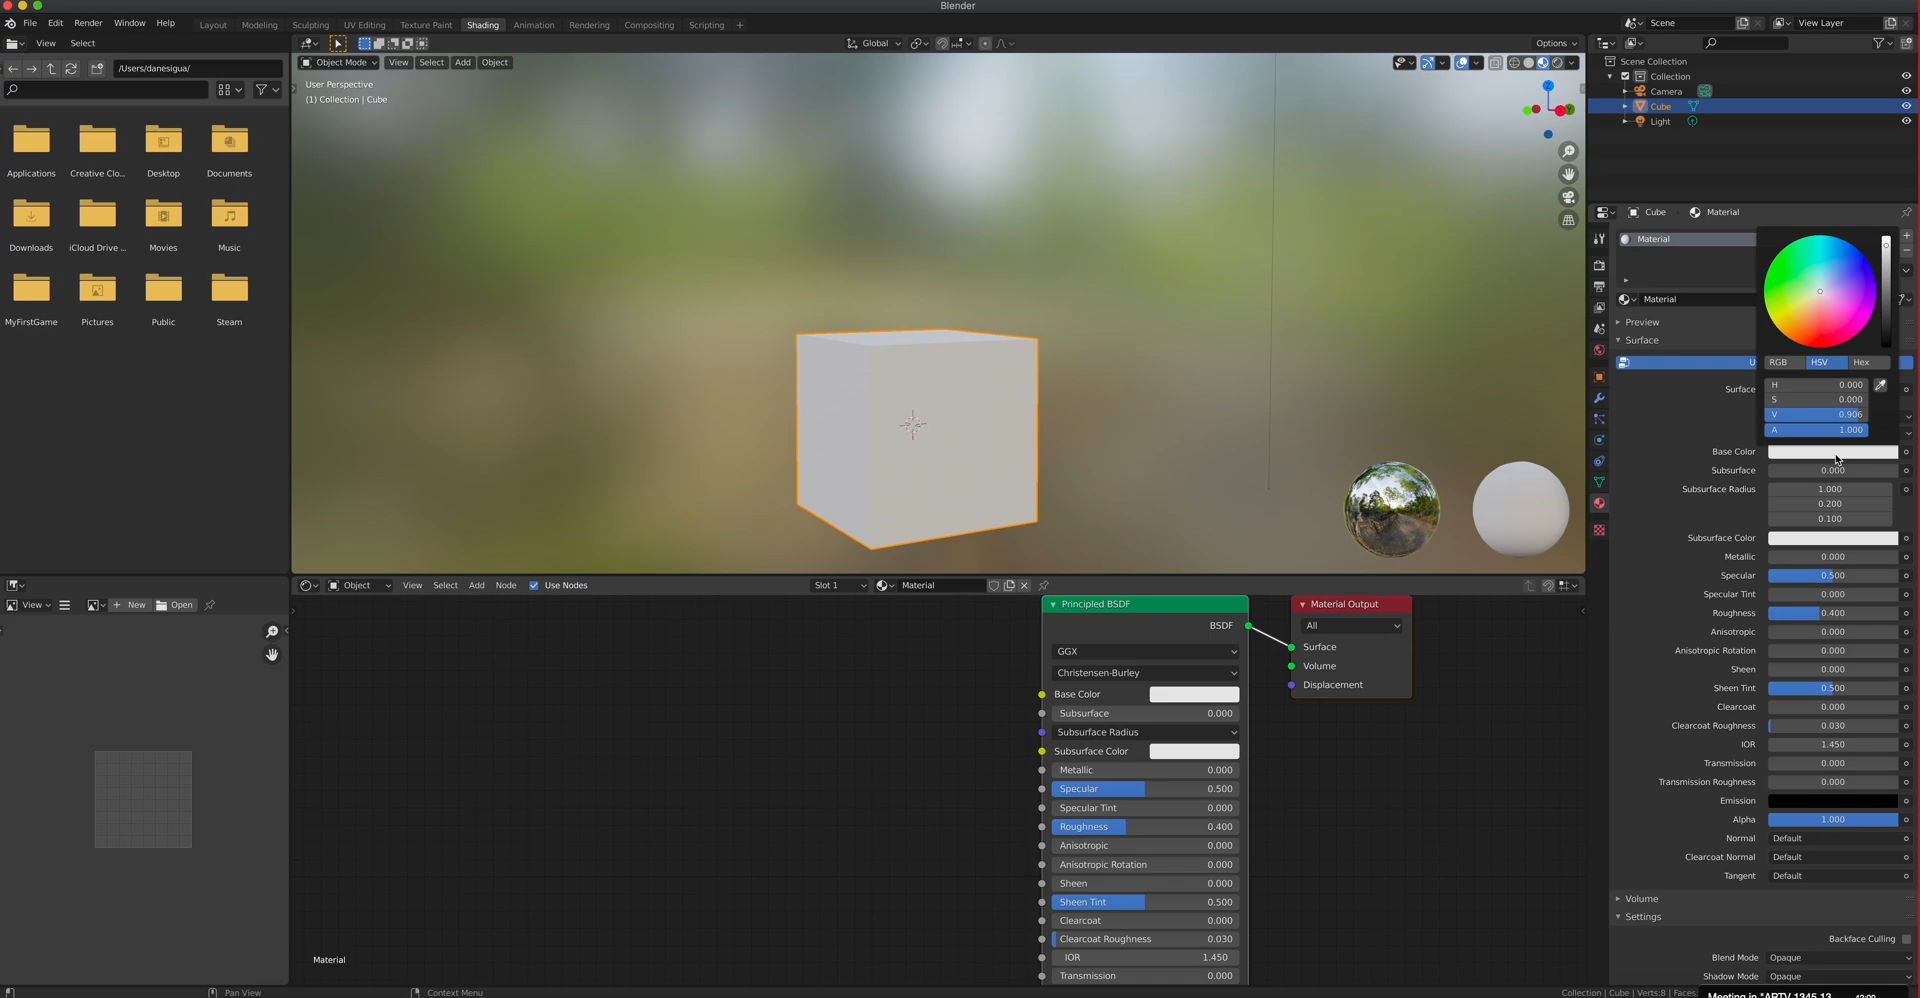 Blender
File Edit Render Window Help
Layout Modeling Sculpting UV Editing Texture Paint Shading Animation Rendering Compositing Scripting +
Scene
View Layer
View Select
Global
Options
/Users/danesigua/
Object Mode View Select Add Object
User Perspective
(1) Collection | Cube
Applications Creative Clo... Desktop Documents
Downloads iCloud Drive ... Movies Music
MyFirstGame Pictures Public Steam
Z
X
Y
Scene Collection
Collection
Camera
Cube
Light
Cube Material
Material
Material
Preview
Surface
U
Surface
RGB HSV Hex
H 0.000
S 0.000
V 0.906
A 1.000
Base Color
Subsurface 0.000
Subsurface Radius 1.000
0.200
0.100
Subsurface Color
Metallic 0.000
Specular 0.500
Specular Tint 0.000
Roughness 0.400
Anisotropic 0.000
Anisotropic Rotation 0.000
Sheen 0.000
Sheen Tint 0.500
Clearcoat 0.000
Clearcoat Roughness 0.030
IOR 1.450
Transmission 0.000
Transmission Roughness 0.000
Emission
Alpha 1.000
Normal Default
Clearcoat Normal Default
Tangent Default
Volume
Settings
Backface Culling
Blend Mode Opaque
Shadow Mode Opaque
View + New Open
Object View Select Add Node Use Nodes Slot 1 Material
Principled BSDF
BSDF
GGX
Christensen-Burley
Base Color
Subsurface 0.000
Subsurface Radius
Subsurface Color
Metallic 0.000
Specular 0.500
Specular Tint 0.000
Roughness 0.400
Anisotropic 0.000
Anisotropic Rotation 0.000
Sheen 0.000
Sheen Tint 0.500
Clearcoat 0.000
Clearcoat Roughness 0.030
IOR 1.450
Transmission 0.000
Material Output
All
Surface
Volume
Displacement
Material
Pan View
Context Menu
Collection | Cube | Verts:8 | Faces: